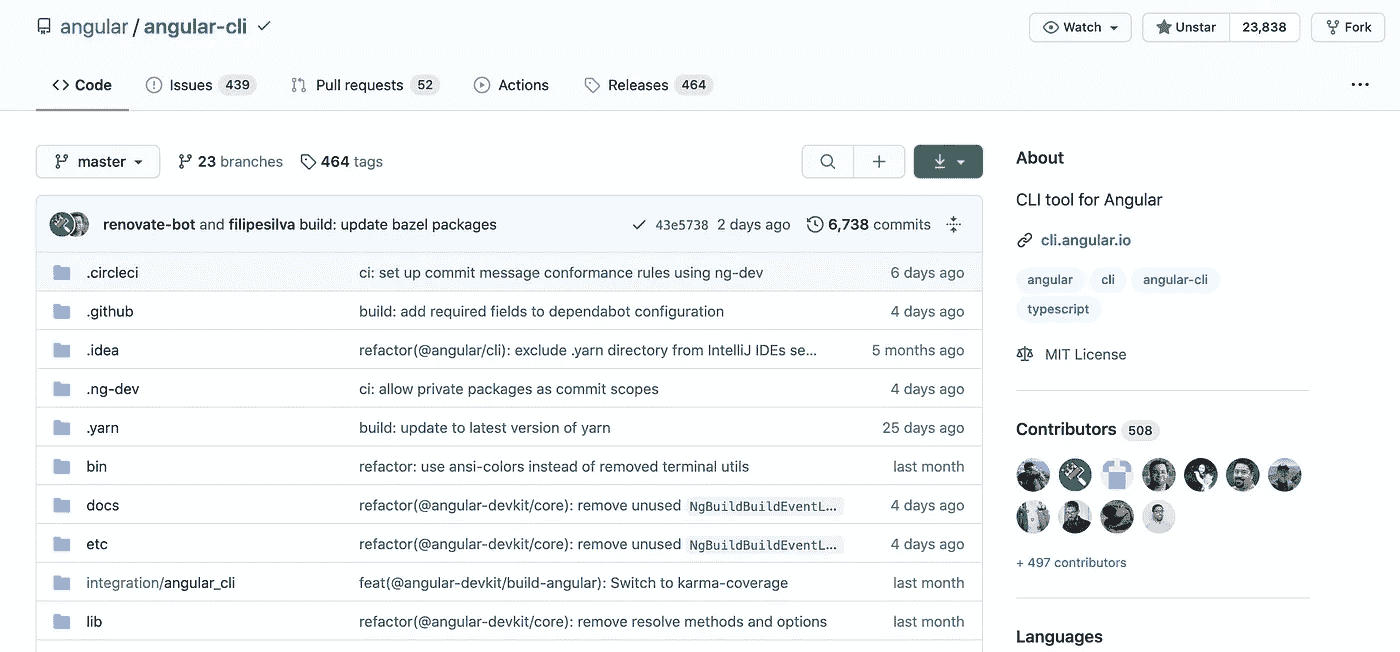 angular / angular-cli
Watch Unstar 23,838 Fork
Code Issues 439 Pull requests 52 Actions Releases 464
master 23 branches 464 tags
renovate-bot and filipesilva build: update bazel packages 43e5738 2 days ago 6,738 commits
.circleci ci: set up commit message conformance rules using ng-dev 6 days ago
.github build: add required fields to dependabot configuration 4 days ago
.idea refactor(@angular/cli): exclude .yarn directory from IntelliJ IDEs se... 5 months ago
.ng-dev ci: allow private packages as commit scopes 4 days ago
.yarn build: update to latest version of yarn 25 days ago
bin refactor: use ansi-colors instead of removed terminal utils last month
docs refactor(@angular-devkit/core): remove unused NgBuildBuildEventL... 4 days ago
etc refactor(@angular-devkit/core): remove unused NgBuildBuildEventL... 4 days ago
integration/angular_cli feat(@angular-devkit/build-angular): Switch to karma-coverage last month
lib refactor(@angular-devkit/core): remove resolve methods and options last month
About
CLI tool for Angular
cli.angular.io
angular cli angular-cli
typescript
MIT License
Contributors 508
+ 497 contributors
Languages